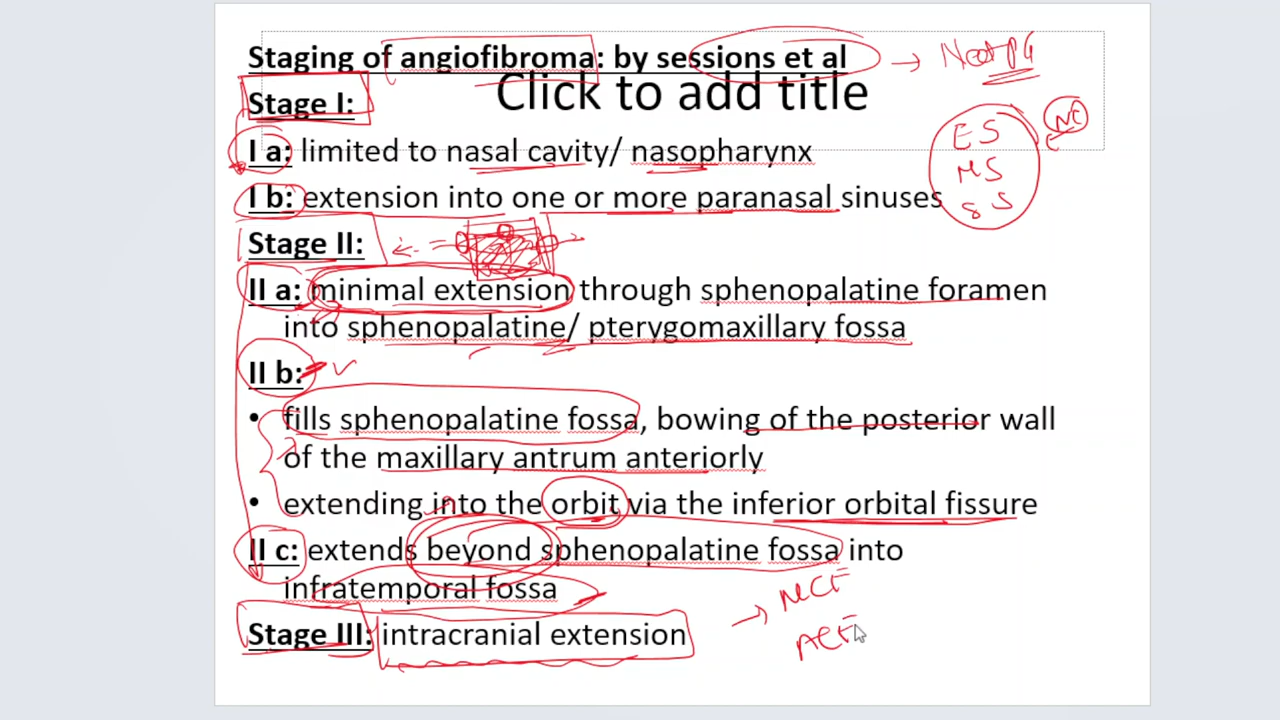 Staging of angiofibroma: by sessions et al
Click to add title
Stage I:
I a: limited to nasal cavity/ nasopharynx
NC
ES
MS
SS
I b: extension into one or more paranasal sinuses
Stage II:
II a: minimal extension through sphenopalatine foramen
into sphenopalatine/ pterygomaxillary fossa
II b:
• fills sphenopalatine fossa, bowing of the posterior wall
of the maxillary antrum anteriorly
• extending into the orbit via the inferior orbital fissure
II c: extends beyond sphenopalatine fossa into
infratemporal fossa
Stage III: intracranial extension
MCF
ACF